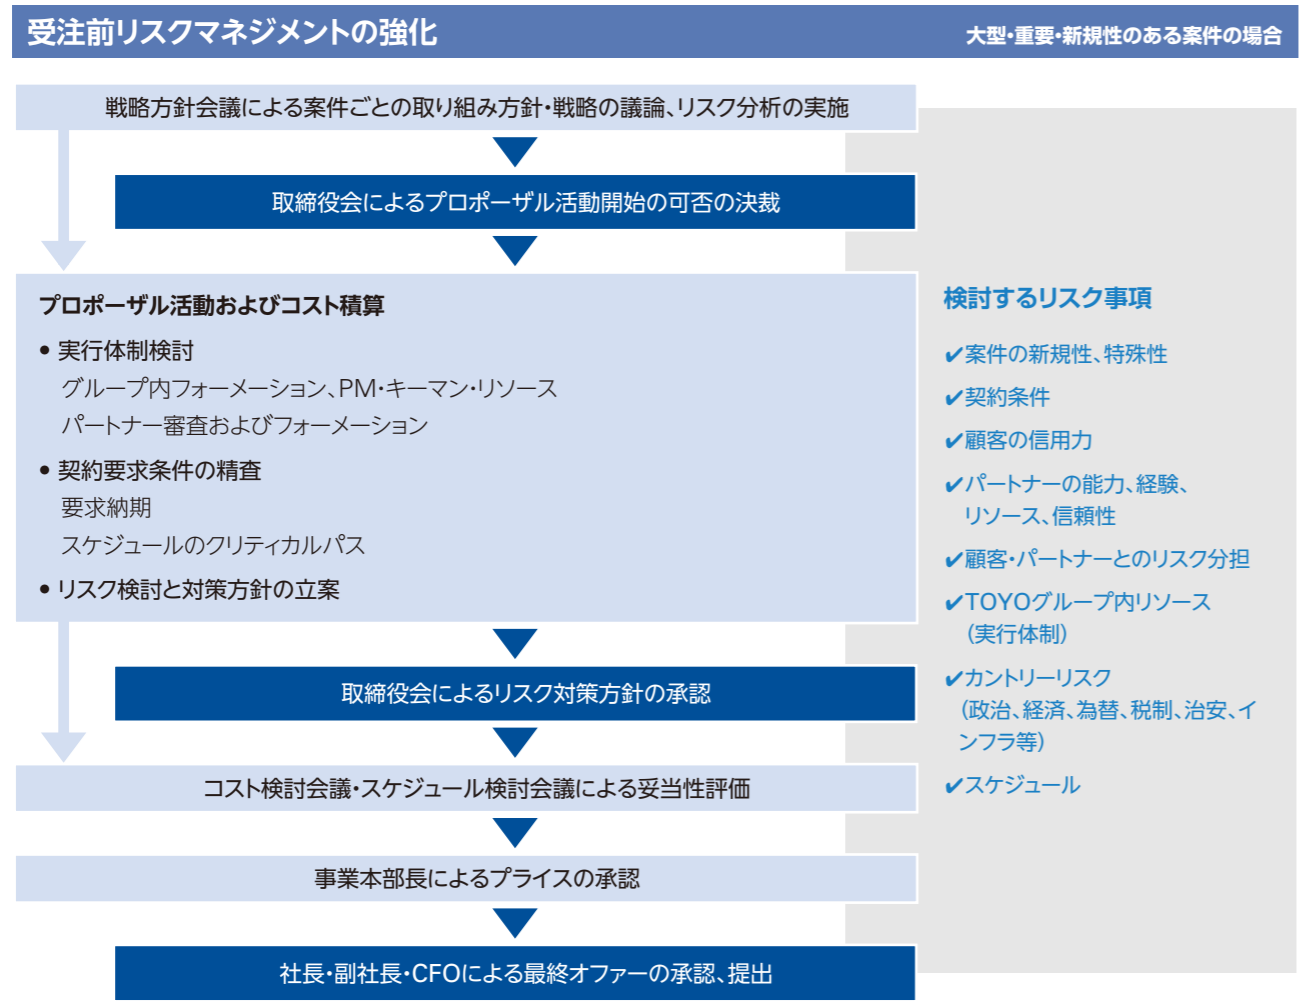 受注前リスクマネジメントの強化
大型・重要・新規性のある案件の場合
戦略方針会議による案件ごとの取り組み方針・戦略の議論、リスク分析の実施
取締役会によるプロポーザル活動開始の可否の決裁
プロポーザル活動およびコスト積算
• 実行体制検討
グループ内フォーメーション、PM・キーマン・リソース
パートナー審査およびフォーメーション
• 契約要求条件の精査
要求納期
スケジュールのクリティカルパス
• リスク検討と対策方針の立案
取締役会によるリスク対策方針の承認
コスト検討会議・スケジュール検討会議による妥当性評価
事業本部長によるプライスの承認
社長・副社長・CFOによる最終オファーの承認、提出
検討するリスク事項
✔案件の新規性、特殊性
✔契約条件
✔顧客の信用力
✔パートナーの能力、経験、
リソース、信頼性
✔顧客・パートナーとのリスク分担
✔TOYOグループ内リソース
（実行体制）
✔カントリーリスク
（政治、経済、為替、税制、治安、イ
ンフラ等）
✔スケジュール